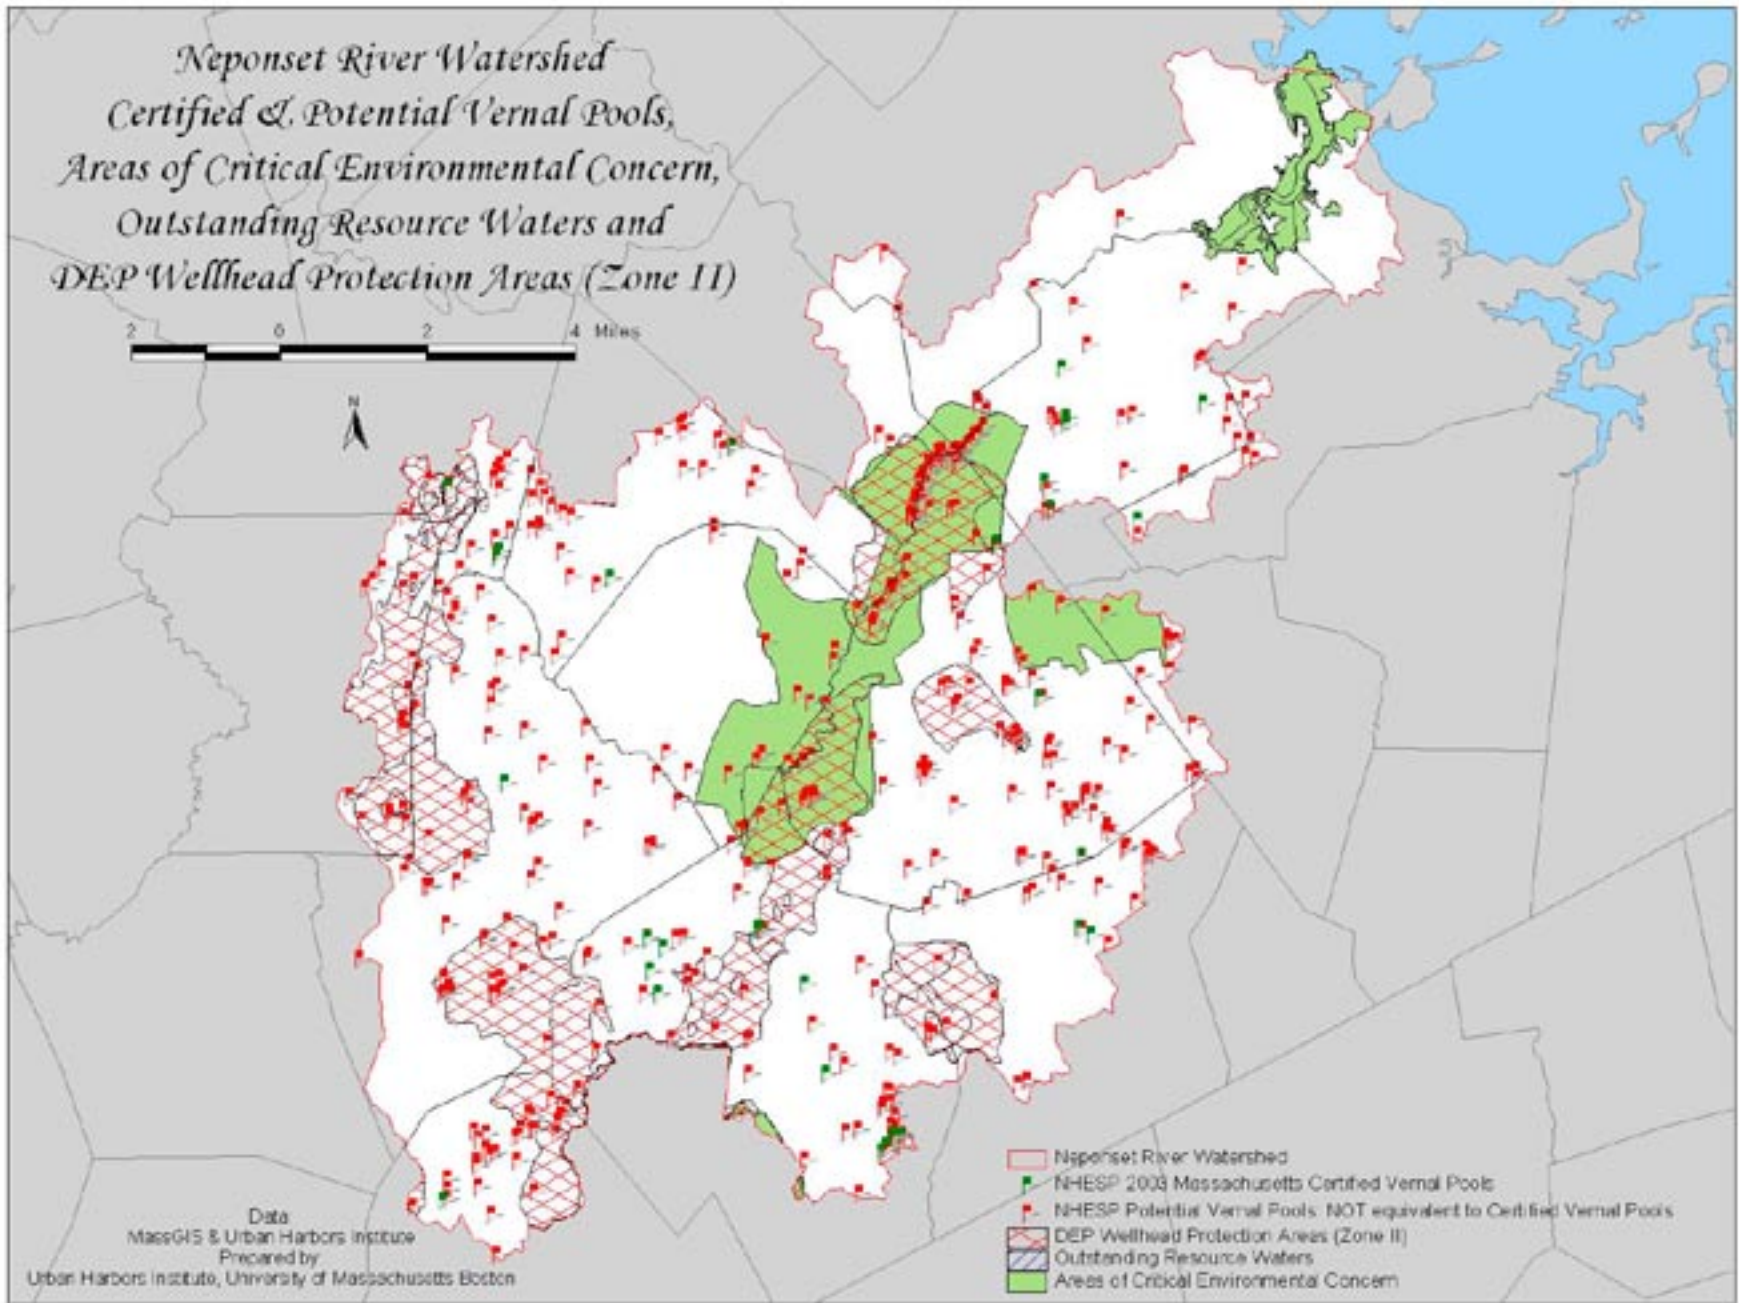 Neponset River Watershed
Certified & Potential Vernal Pools,
Areas of Critical Environmental Concern,
Outstanding Resource Waters and
DEP Wellhead Protection Areas (Zone II)
2 0 2 4 Miles
N
Neponset River Watershed
NHESP 2003 Massachusetts Certified Vernal Pools
NHESP Potential Vernal Pools NOT equivalent to Certified Vernal Pools
DEP Wellhead Protection Areas (Zone II)
Outstanding Resource Waters
Areas of Critical Environmental Concern
Data
MassGIS & Urban Harbors Institute
Prepared by
Urban Harbors Institute, University of Massachusetts Boston